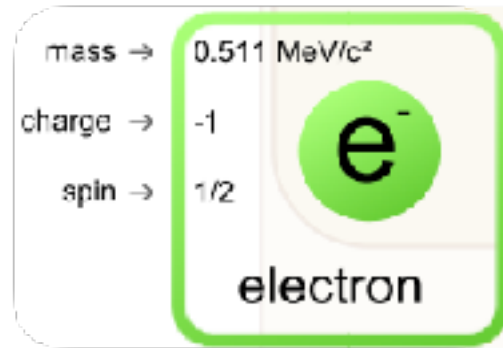 mass → 0.511 MeV/c²
charge → -1
spin → 1/2
e⁻
electron